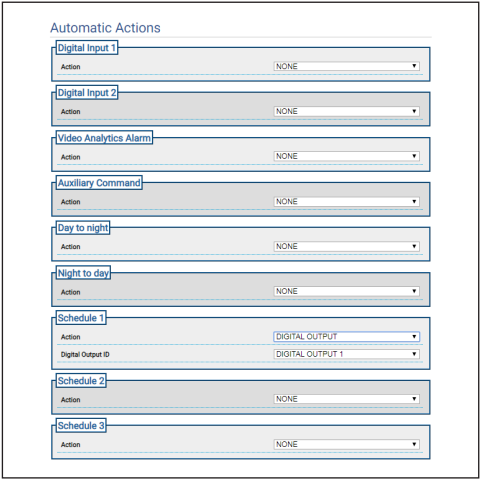 Automatic Actions
Digital Input 1
Action NONE
Digital Input 2
Action NONE
Video Analytics Alarm
Action NONE
Auxiliary Command
Action NONE
Day to night
Action NONE
Night to day
Action NONE
Schedule 1
Action DIGITAL OUTPUT
Digital Output ID DIGITAL OUTPUT 1
Schedule 2
Action NONE
Schedule 3
Action NONE